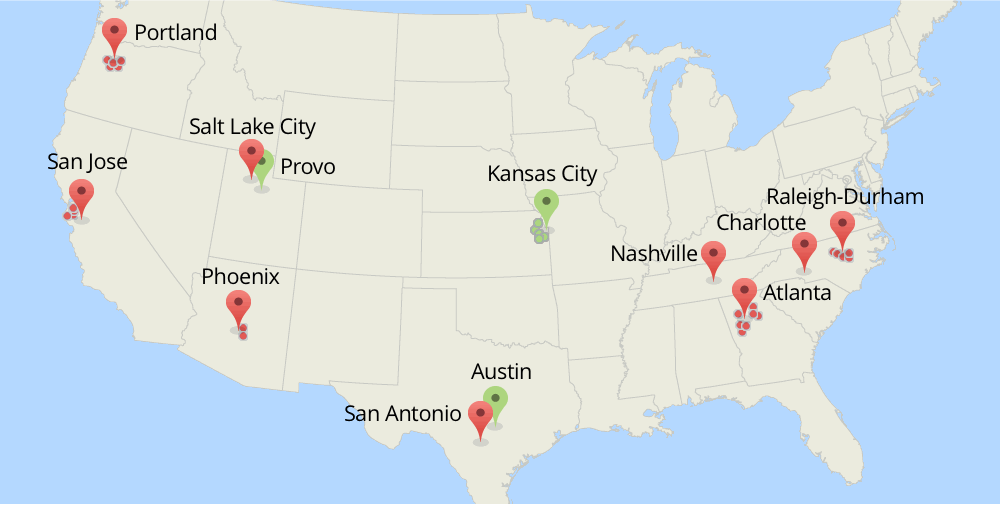 Portland
Salt Lake City
San Jose
Provo
Kansas City
Raleigh-Durham
Charlotte
Nashville
Phoenix
Atlanta
Austin
San Antonio